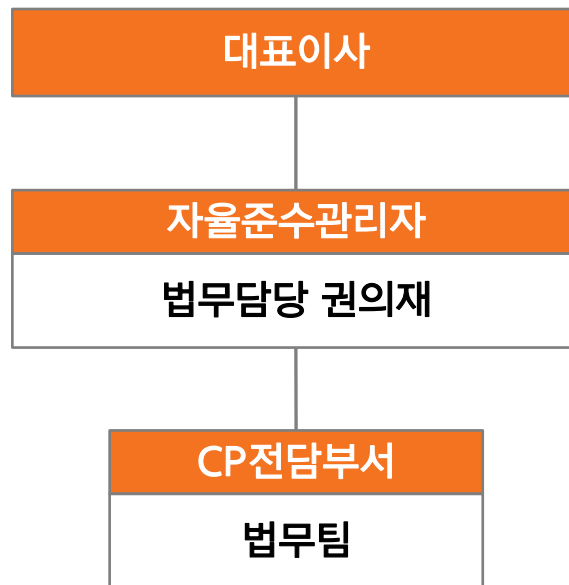 대표이사
자율준수관리자
법무담당 권의재
CP전담부서
법무팀